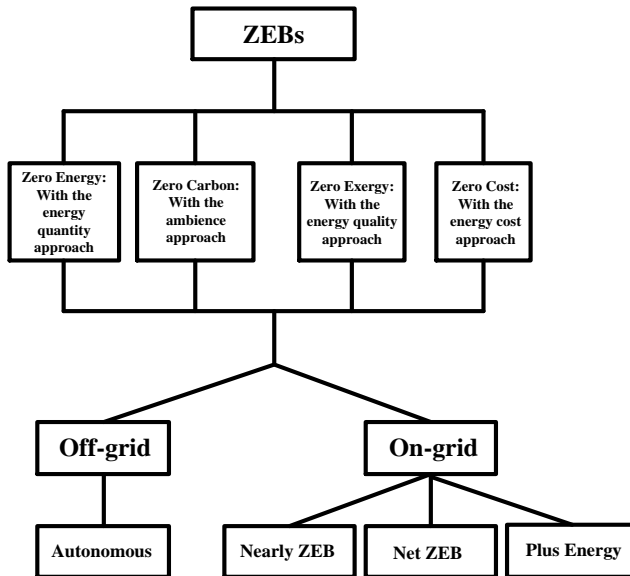 ZEBs
Zero Energy:
With the
energy
quantity
approach
Zero Carbon:
With the
ambience
approach
Zero Exergy:
With the
energy quality
approach
Zero Cost:
With the
energy cost
approach
Off-grid
On-grid
Autonomous
Nearly ZEB
Net ZEB
Plus Energy